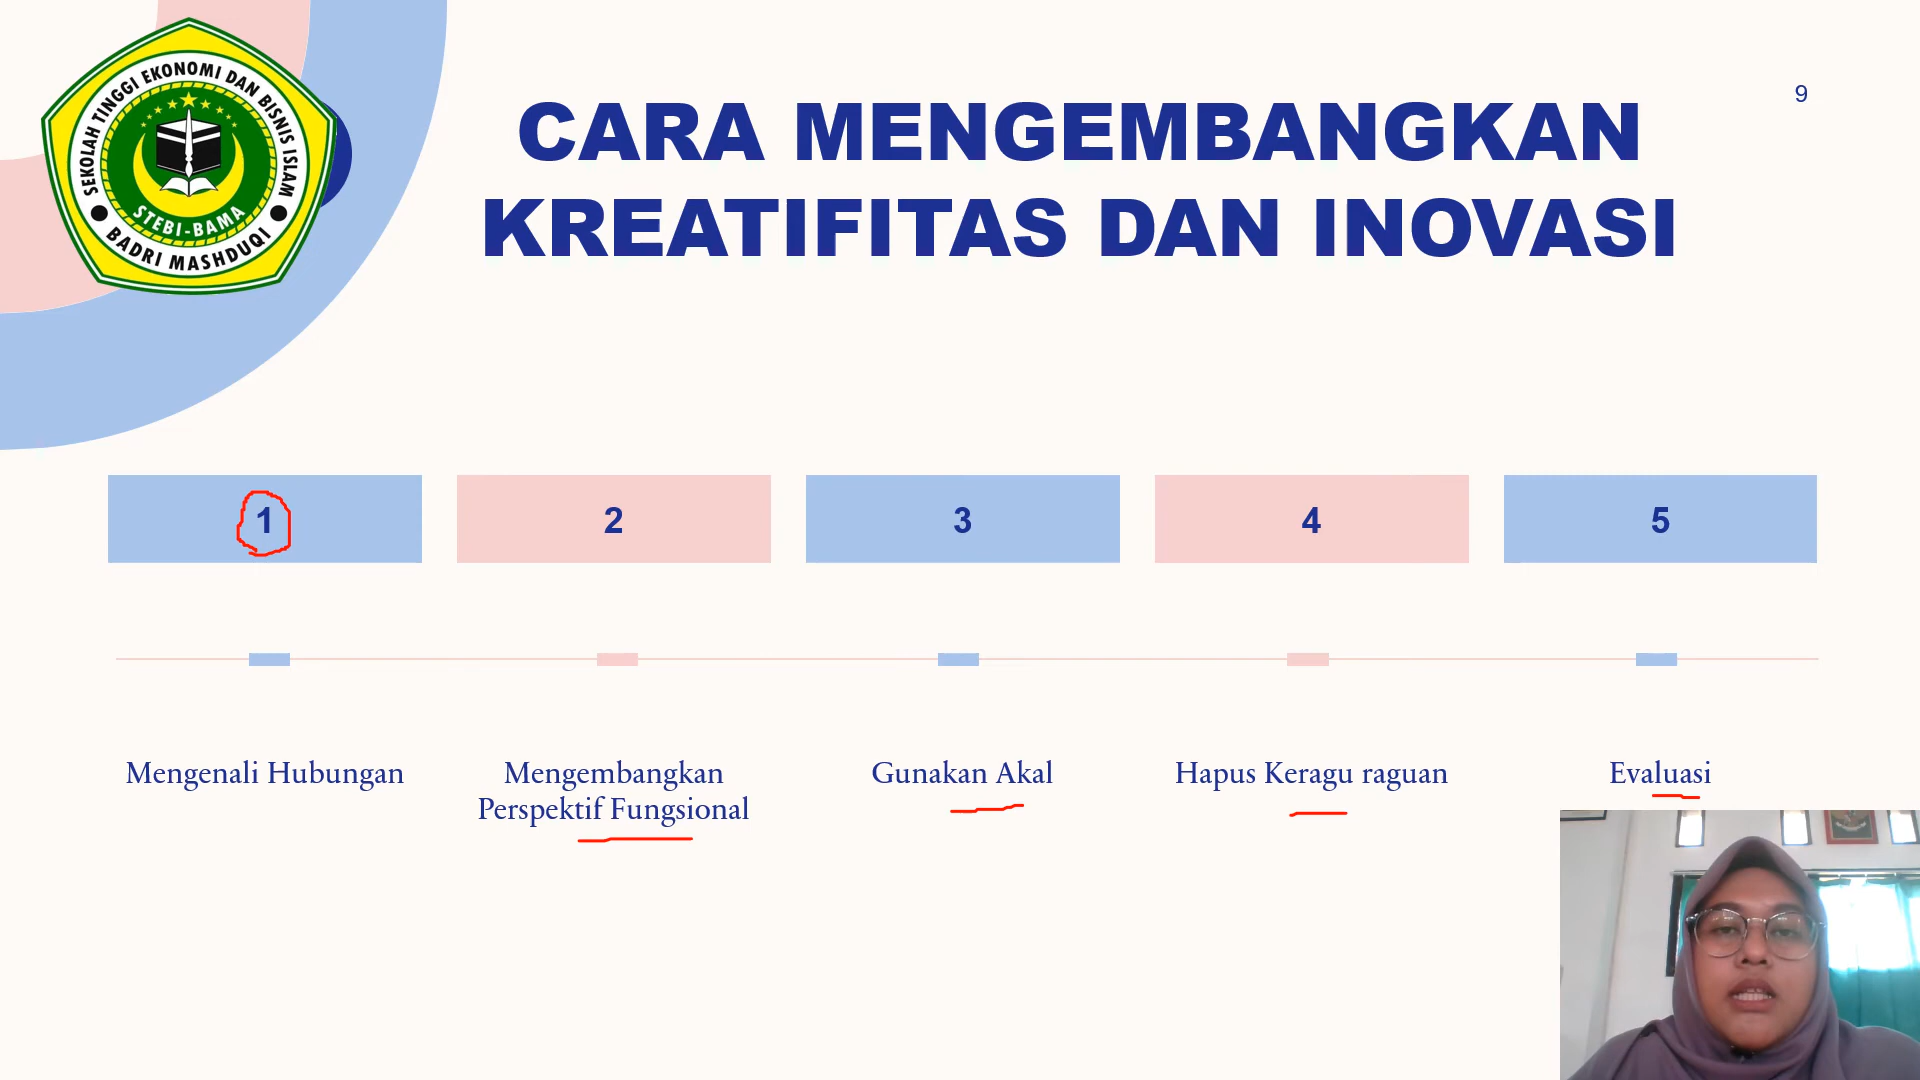 SEKOLAH TINGGI EKONOMI DAN BISNIS ISLAM
STEBI-BAMA
BADRI MASHDUQI
9
CARA MENGEMBANGKAN
KREATIFITAS DAN INOVASI
1
2
3
4
5
Mengenali Hubungan
Mengembangkan
Perspektif Fungsional
Gunakan Akal
Hapus Keragu raguan
Evaluasi